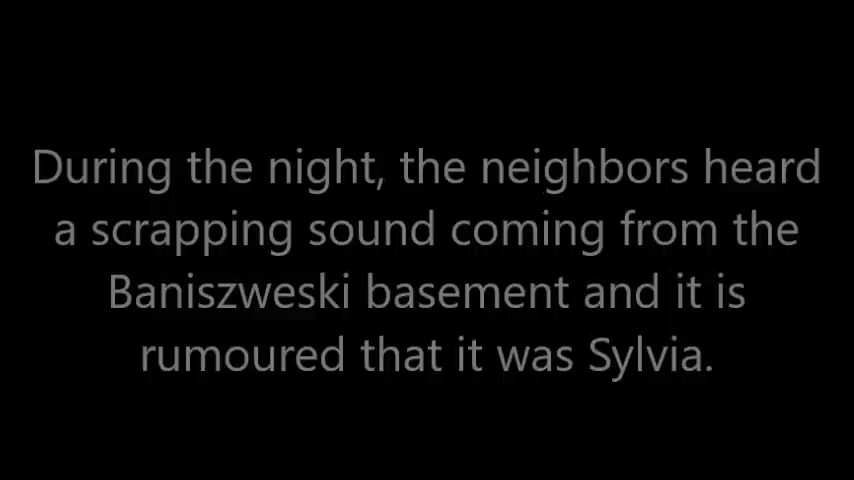 During the night, the neighbors heard
a scrapping sound coming from the
Baniszweski basement and it is
rumoured that it was Sylvia.